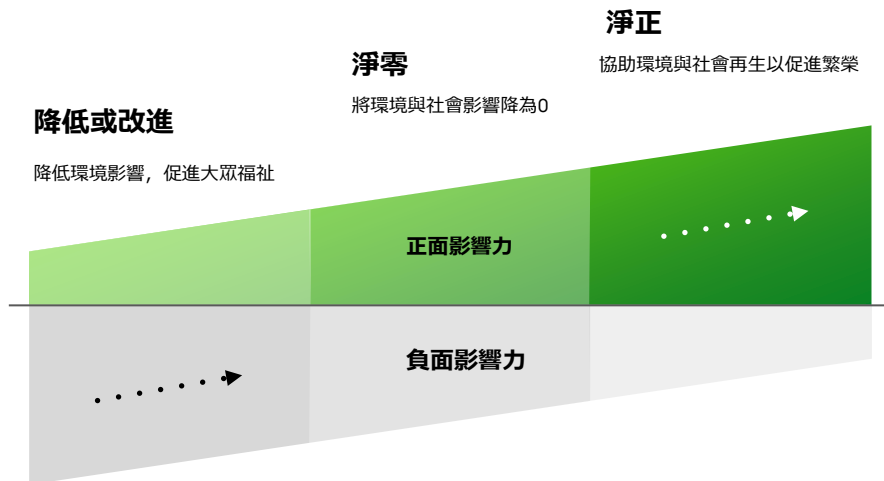 淨正
協助環境與社會再生以促進繁榮
淨零
將環境與社會影響降為0
降低或改進
降低環境影響，促進大眾福祉
正面影響力
負面影響力